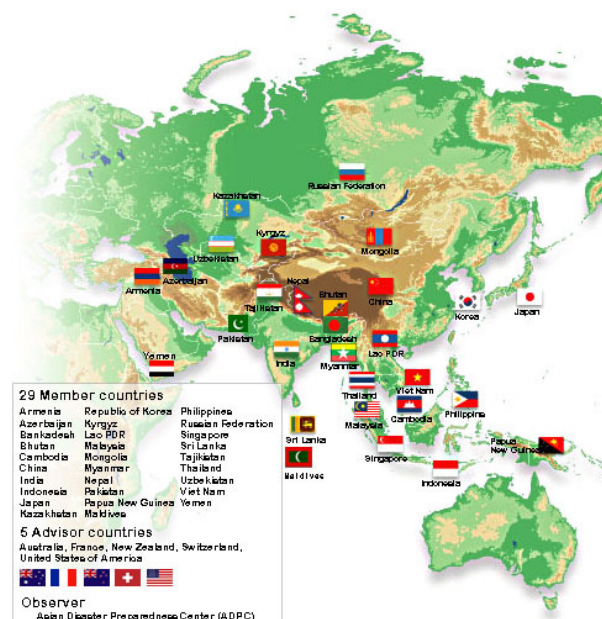 Russian Federation
Kazakhstan
Kyrgyz
Mongolia
Uzbekistan
Azerbaijan
Armenia
Tajikistan
Nepal
Bhutan
China
Korea
Japan
Pakistan
Bangladesh
Lao PDR
India
Myanmar
Yemen
Thailand
Viet Nam
Malaysia
Cambodia
Philippine
Sri Lanka
Singapore
Papua
New Guinea
Maldives
Indonesia
29 Member countries
Armenia Republic of Korea Philippines
Azerbaijan Kyrgyz Russian Federation
Bankadesh Lao PDR Singapore
Bhutan Malaysia Sri Lanka
Cambodia Mongolia Tajikistan
China Myanmar Thailand
India Nepal Uzbekistan
Indonesia Pakistan Viet Nam
Japan Papua New Guinea Yemen
Kazakhstan Maldives
5 Advisor countries
Australia, France, New Zealand, Switzerland,
United States of America
Observer
Asian Disaster Preparedness Center (ADPC)